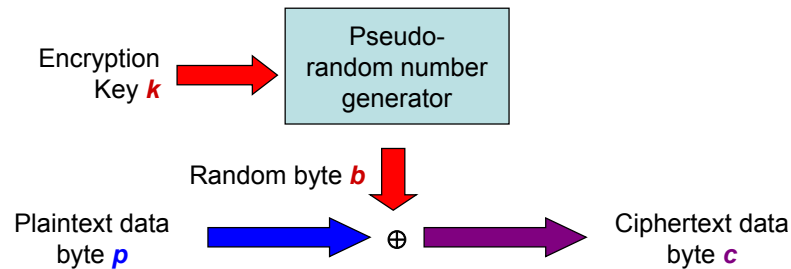 Encryption
Key k
Pseudo-
random number
generator
Random byte b
Plaintext data
byte p
⊕
Ciphertext data
byte c